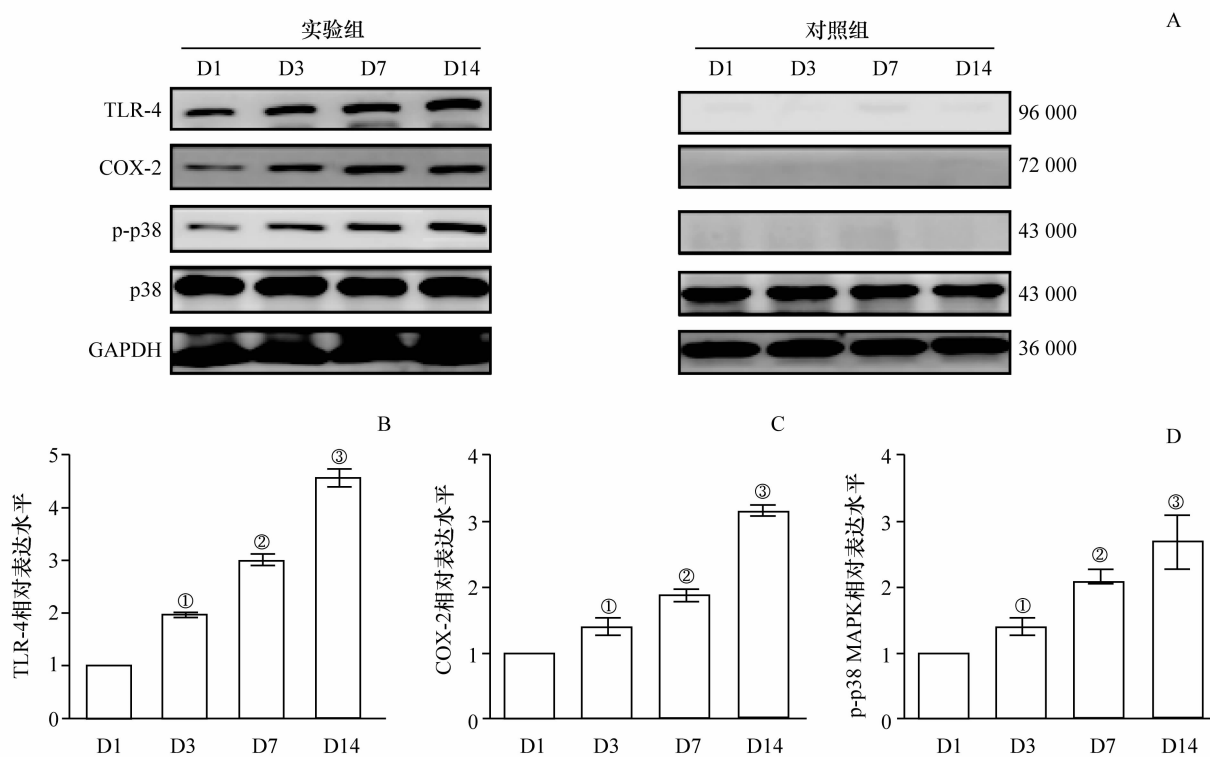 A
实验组 对照组
D1 D3 D7 D14 D1 D3 D7 D14
TLR-4 96 000
COX-2 72 000
p-p38 43 000
p38 43 000
GAPDH 36 000
B
TLR-4相对表达水平
5
4
3
2
1
0
① ② ③
D1 D3 D7 D14
C
COX-2相对表达水平
4
3
2
1
0
① ② ③
D1 D3 D7 D14
D
p-p38 MAPK相对表达水平
4
3
2
1
0
① ② ③
D1 D3 D7 D14